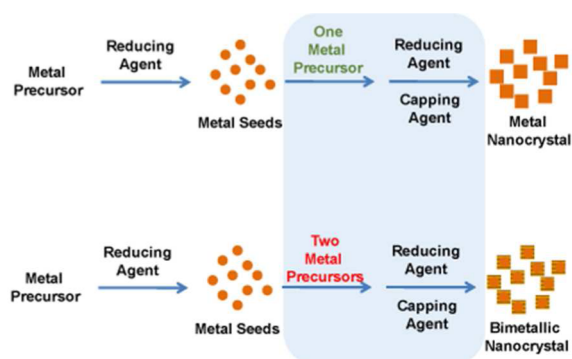 Metal
Precursor
Reducing
Agent
Metal Seeds
One
Metal
Precursor
Reducing
Agent
Capping
Agent
Metal
Nanocrystal
Metal
Precursor
Reducing
Agent
Metal Seeds
Two
Metal
Precursors
Reducing
Agent
Capping
Agent
Bimetallic
Nanocrystal